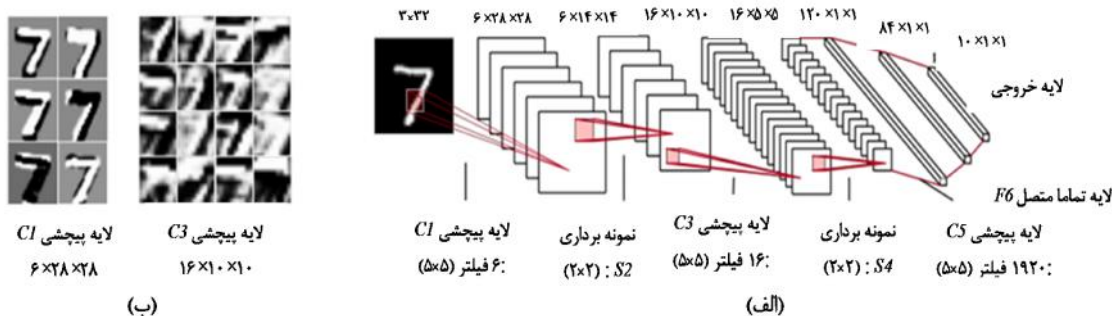 ۳×۳۲ ۶×۲۸×۲۸ ۶×۱۴×۱۴ ۱۶×۱۰×۱۰ ۱۶×۵×۵ ۱۲۰×۱×۱ ۸۴×۱×۱ ۱۰×۱×۱
لایه خروجی
لایه تماما متصل F6
لایه پیچشی C1
:۶ فیلتر (۵×۵)
نمونه برداری
S2 : (۲×۲)
لایه پیچشی C3
:۱۶ فیلتر (۵×۵)
نمونه برداری
S4 : (۲×۲)
لایه پیچشی C5
:۱۹۲۰ فیلتر (۵×۵)
(الف)
لایه پیچشی C1
۶×۲۸×۲۸
لایه پیچشی C3
۱۶×۱۰×۱۰
(ب)